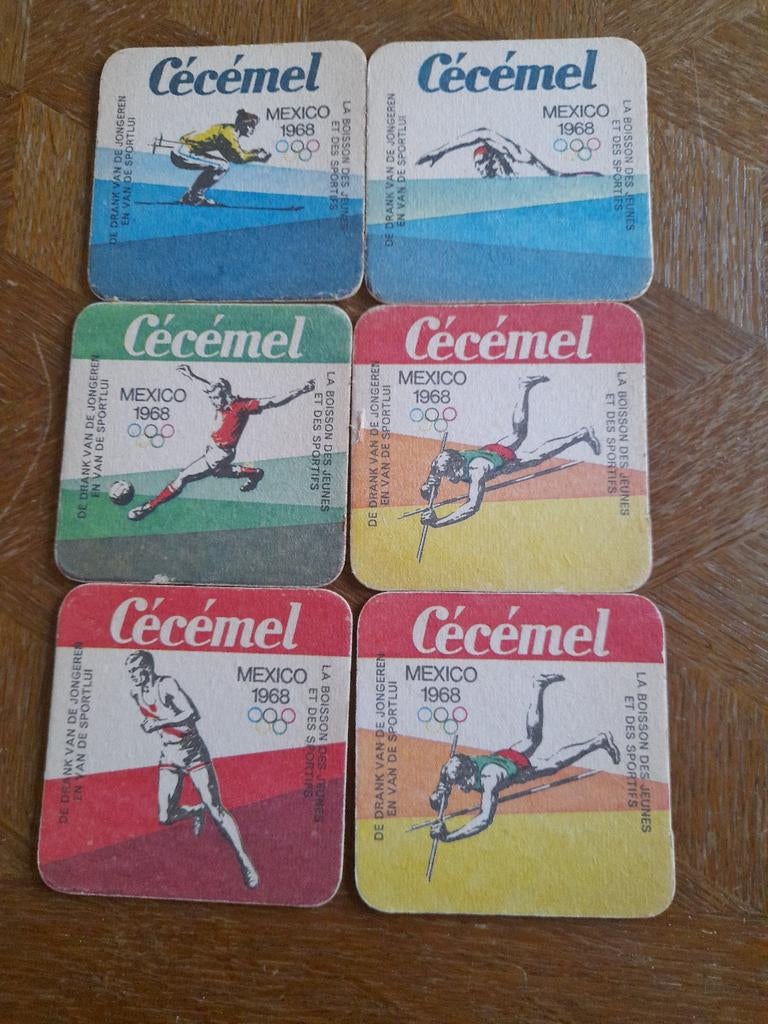 Cécémel
MEXICO
1968
DE DRANK VAN DE JONGEREN
EN VAN DE SPORTLUI
LA BOISSON DES JEUNES
ET DES SPORTIFS
Cécémel
MEXICO
1968
DE DRANK VAN DE JONGEREN
EN VAN DE SPORTLUI
LA BOISSON DES JEUNES
ET DES SPORTIFS
Cécémel
MEXICO
1968
DE DRANK VAN DE JONGEREN
EN VAN DE SPORTLUI
LA BOISSON DES JEUNES
ET DES SPORTIFS
Cécémel
MEXICO
1968
DE DRANK VAN DE JONGEREN
EN VAN DE SPORTLUI
LA BOISSON DES JEUNES
ET DES SPORTIFS
Cécémel
MEXICO
1968
DE DRANK VAN DE JONGEREN
EN VAN DE SPORTLUI
LA BOISSON DES JEUNES
ET DES SPORTIFS
Cécémel
MEXICO
1968
DE DRANK VAN DE JONGEREN
EN VAN DE SPORTLUI
LA BOISSON DES JEUNES
ET DES SPORTIFS